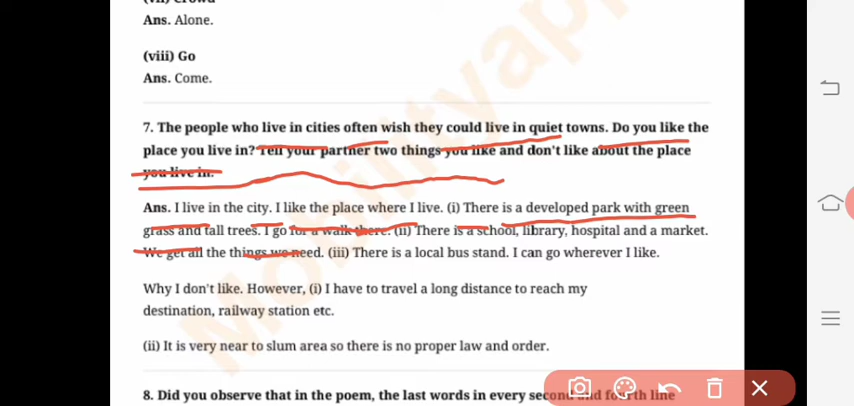 Ans. Alone.
(viii) Go
Ans. Come.
7. The people who live in cities often wish they could live in quiet towns. Do you like the
place you live in? Tell your partner two things you like and don't like about the place
you live in.
Ans. I live in the city. I like the place where I live. (i) There is a developed park with green
grass and tall trees. I go for a walk there. (ii) There is a school, library, hospital and a market.
We get all the things we need. (iii) There is a local bus stand. I can go wherever I like.
Why I don't like. However, (i) I have to travel a long distance to reach my
destination, railway station etc.
(ii) It is very near to slum area so there is no proper law and order.
8. Did you observe that in the poem, the last words in every second and fourth line